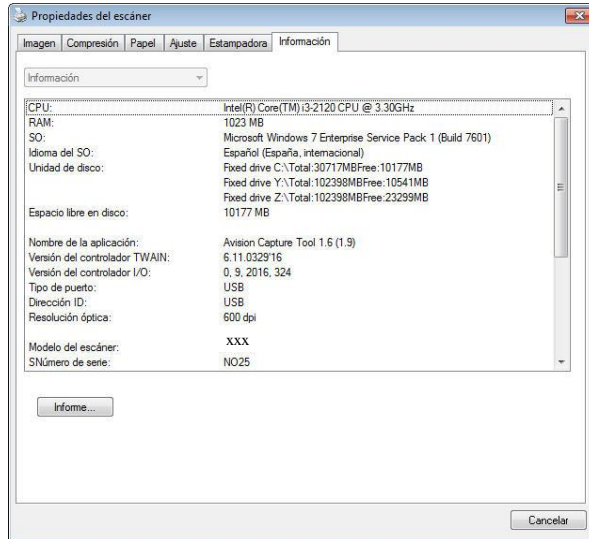 Propiedades del escáner
Imagen Compresión Papel Ajuste Estampadora Información
Información
CPU: Intel(R) Core(TM) i3-2120 CPU @ 3.30GHz
RAM: 1023 MB
SO: Microsoft Windows 7 Enterprise Service Pack 1 (Build 7601)
Idioma del SO: Español (España, internacional)
Unidad de disco: Fixed drive C:\Total:30717MBFree:10177MB
Fixed drive Y:\Total:102398MBFree:10541MB
Fixed drive Z:\Total:102398MBFree:23299MB
Espacio libre en disco: 10177 MB
Nombre de la aplicación: Avision Capture Tool 1.6 (1.9)
Versión del controlador TWAIN: 6.11.0329'16
Versión del controlador I/O: 0, 9, 2016, 324
Tipo de puerto: USB
Dirección ID: USB
Resolución óptica: 600 dpi
Modelo del escáner: XXX
SNúmero de serie: NO25
Informe...
Cancelar